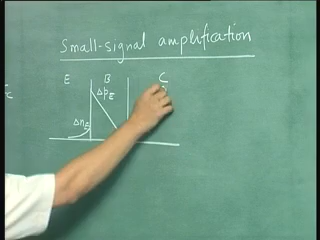 Small-signal amplification
E B C
Δp_E
Δn_E